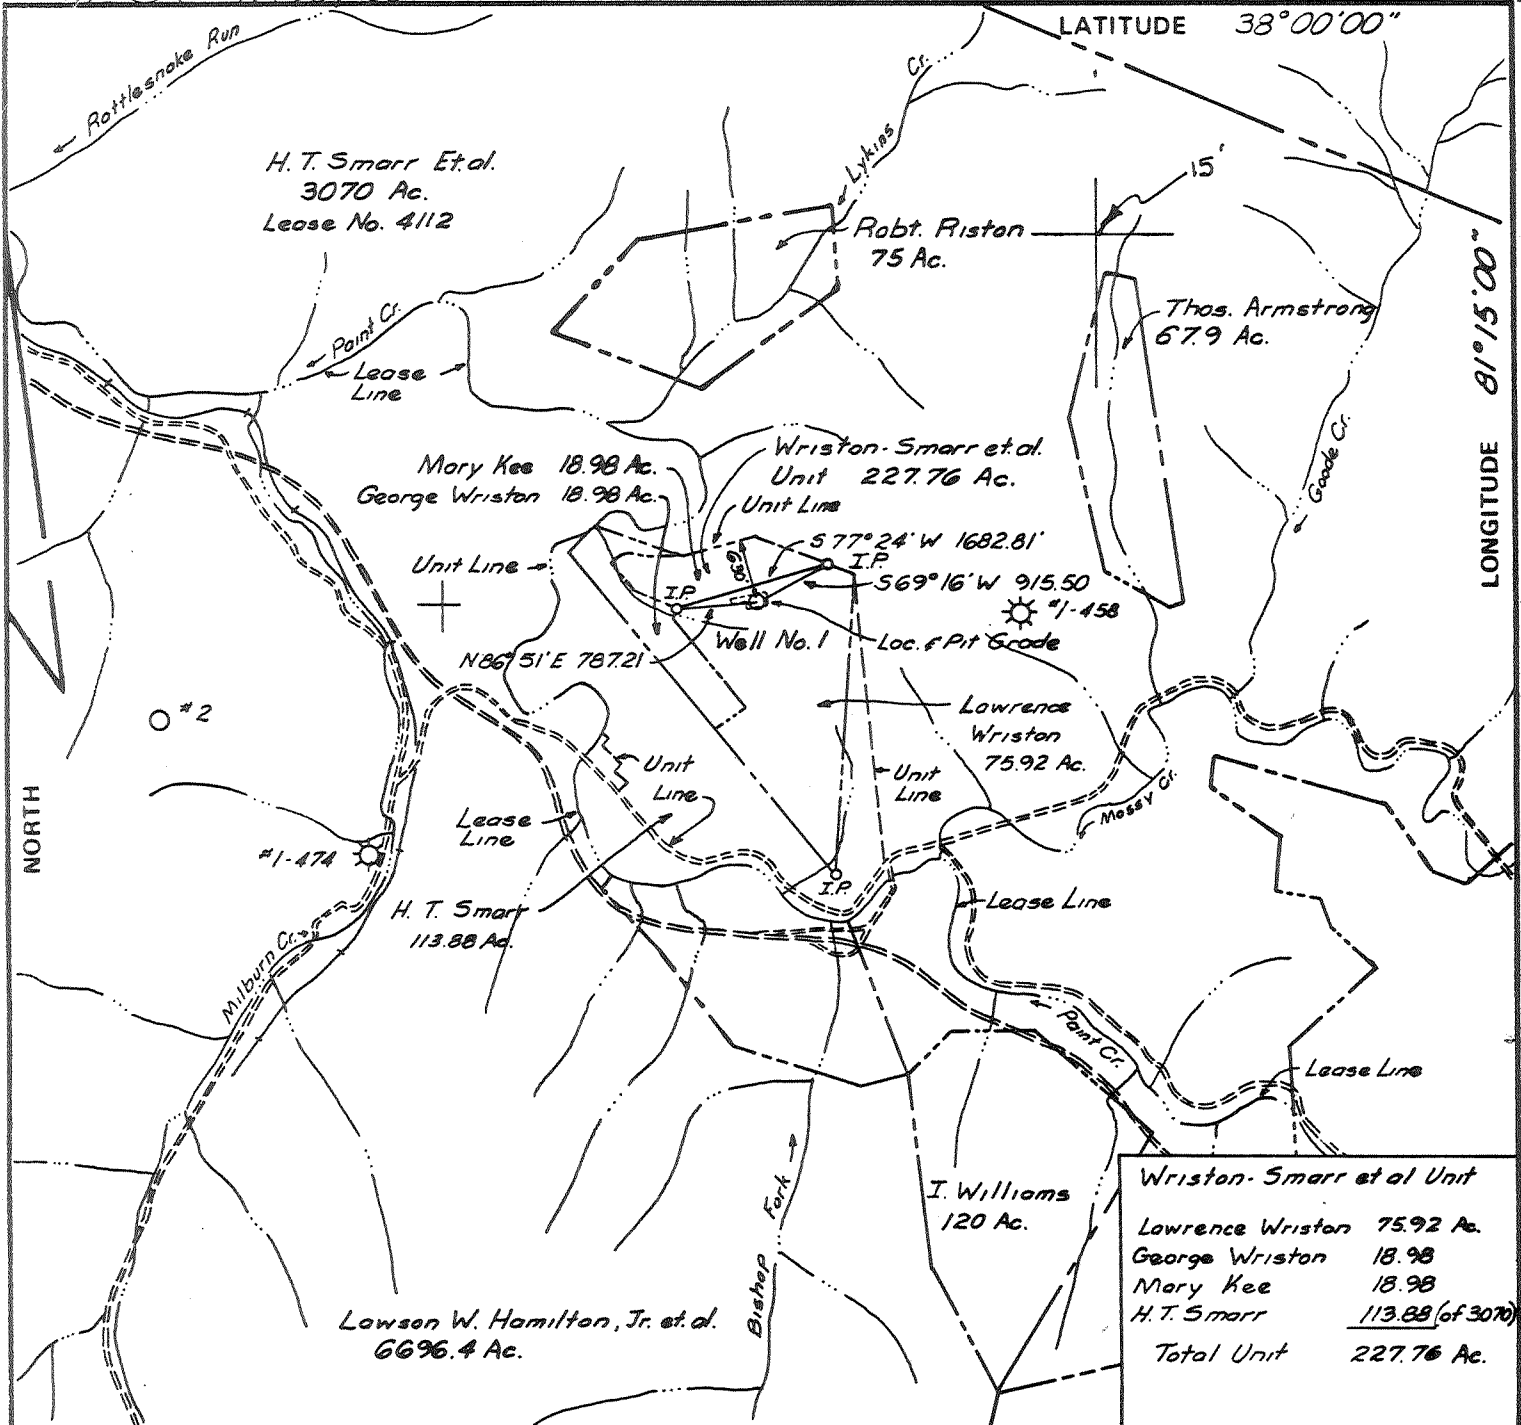 LATITUDE 38°00'00"
Rattlesnake Run
Lykins Cr.
H. T. Smarr Et.al.
3070 Ac.
Lease No. 4112
15'
Robt. Riston
75 Ac.
LONGITUDE 81°15'00"
Thos. Armstrong
67.9 Ac.
Paint Cr.
Lease
Line
Goode Cr.
Wriston-Smarr et.al.
Unit 227.76 Ac.
Mary Kee 18.98 Ac.
George Wriston 18.98 Ac.
Unit Line
S 77° 24' W 1682.81'
I.P.
Unit Line
S69° 16' W 915.50
630
I.P.
#1-458
Well No. 1
Loc. & Pit Grade
N86° 51' E 787.21
#2
Lawrence
Wriston
75.92 Ac.
Unit
Line
Unit
Line
Mossy Cr.
NORTH
Lease
Line
#1-474
I.P.
H. T. Smarr
113.88 Ac.
Lease Line
Milburn Cr.
Paint Cr.
Lease Line
I. Williams
120 Ac.
Bishop Fork
Lawson W. Hamilton, Jr. et. al.
6696.4 Ac.
Wriston-Smarr et al Unit
Lawrence Wriston 75.92 Ac.
George Wriston 18.98
Mary Kee 18.98
H. T. Smarr 113.88 (of 3070)
Total Unit 227.76 Ac.